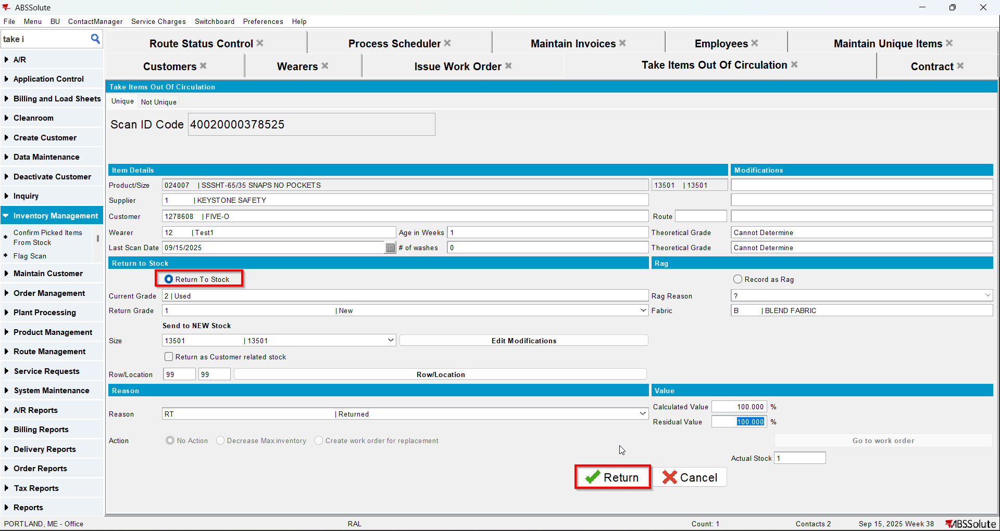 ABSSolute
File Menu BU ContactManager Service Charges Switchboard Preferences Help
take i
Route Status Control Process Scheduler Maintain Invoices Employees Maintain Unique Items
Customers Wearers Issue Work Order Take Items Out Of Circulation Contract
A/R
Application Control
Billing and Load Sheets
Cleanroom
Create Customer
Data Maintenance
Deactivate Customer
Inquiry
Inventory Management
Confirm Picked Items
From Stock
Flag Scan
Maintain Customer
Order Management
Plant Processing
Product Management
Route Management
Service Requests
System Maintenance
A/R Reports
Billing Reports
Delivery Reports
Order Reports
Tax Reports
Reports
Take Items Out Of Circulation
Unique Not Unique
Scan ID Code 40020000378525
Item Details Modifications
Product/Size 024007 | SSSHT-65/35 SNAPS NO POCKETS 13501 | 13501
Supplier 1 | KEYSTONE SAFETY
Customer 1278608 | FIVE-O Route
Wearer 12 | Test1 Age in Weeks 1 Theoretical Grade Cannot Determine
Last Scan Date 09/15/2025 16 # of washes 0 Theoretical Grade Cannot Determine
Return to Stock Rag
Return To Stock Record as Rag
Current Grade 2 | Used Rag Reason ?
Return Grade 1 | New Fabric B | BLEND FABRIC
Send to NEW Stock
Size 13501 | 13501 Edit Modifications
Return as Customer related stock
Row/Location 99 99 Row/Location
Reason Value
Calculated Value 100.000 %
Reason RT | Returned
Residual Value 100.000 %
Action No Action Decrease Max inventory Create work order for replacement Go to work order
Actual Stock 1
Return Cancel
PORTLAND, ME - Office RAL Count: 1 Contacts 2 Sep 15, 2025 Week 38 ABSSolute